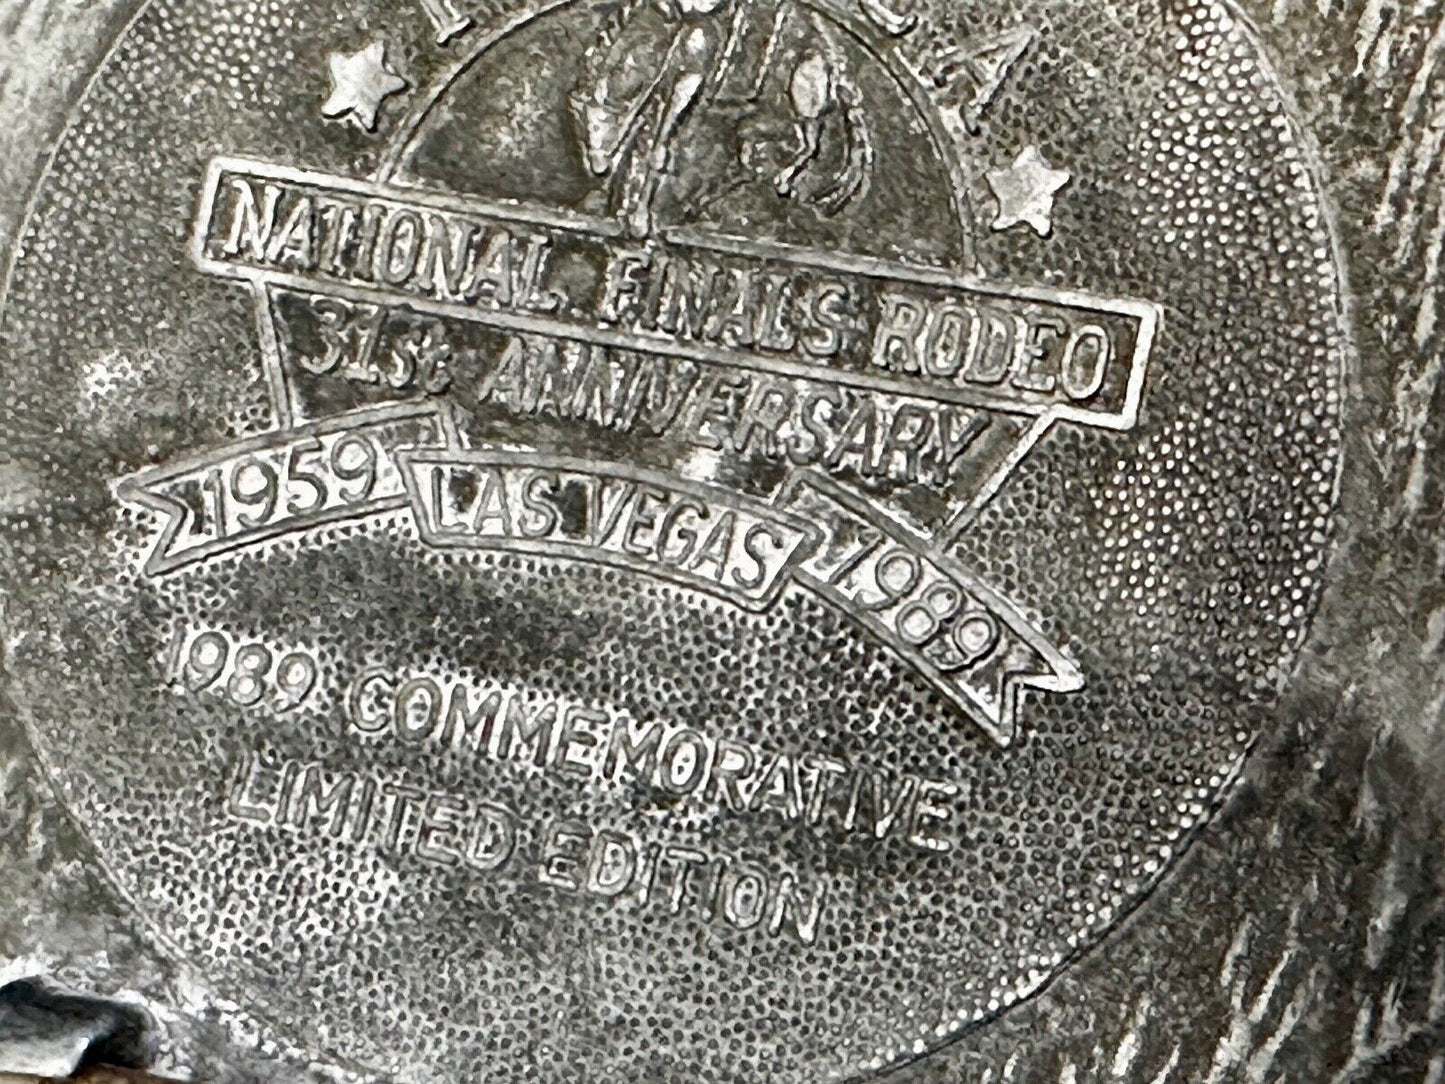 NATIONAL FINALS RODEO
31st ANNIVERSARY
1959 LAS VEGAS 1989
1989 COMMEMORATIVE
LIMITED EDITION